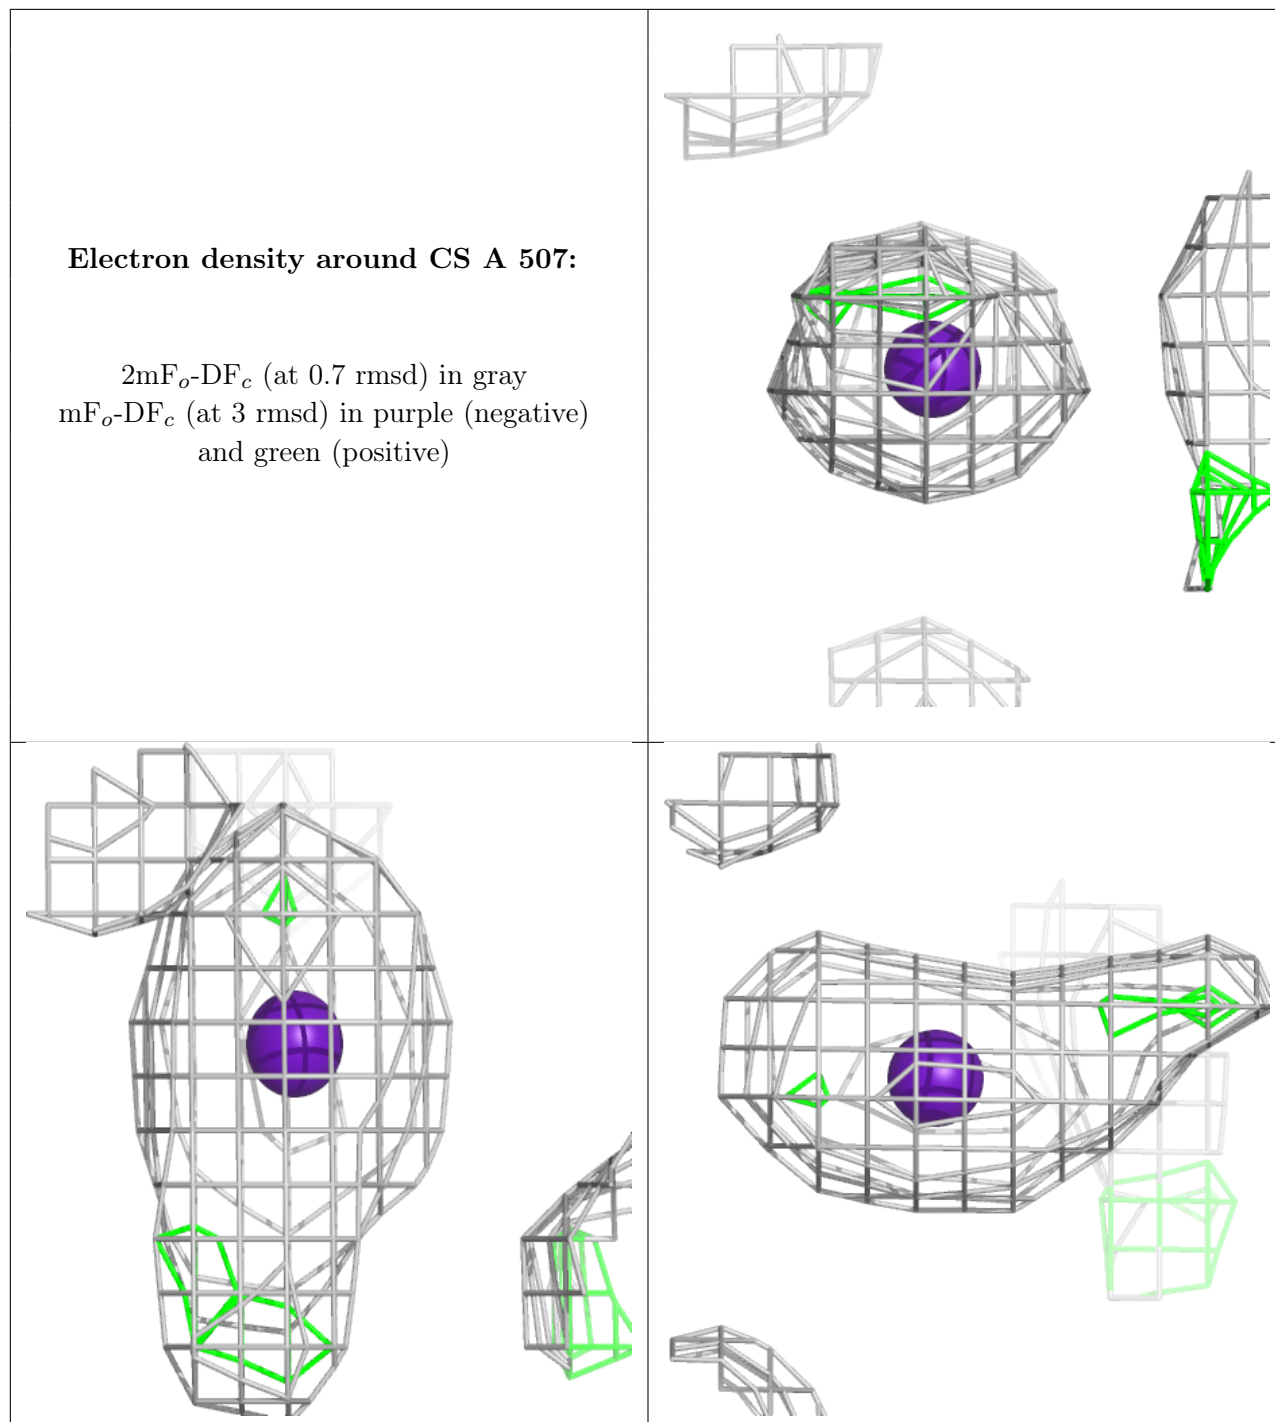 Electron density around CS A 507:
2mFo-DFc (at 0.7 rmsd) in gray
mFo-DFc (at 3 rmsd) in purple (negative)
and green (positive)